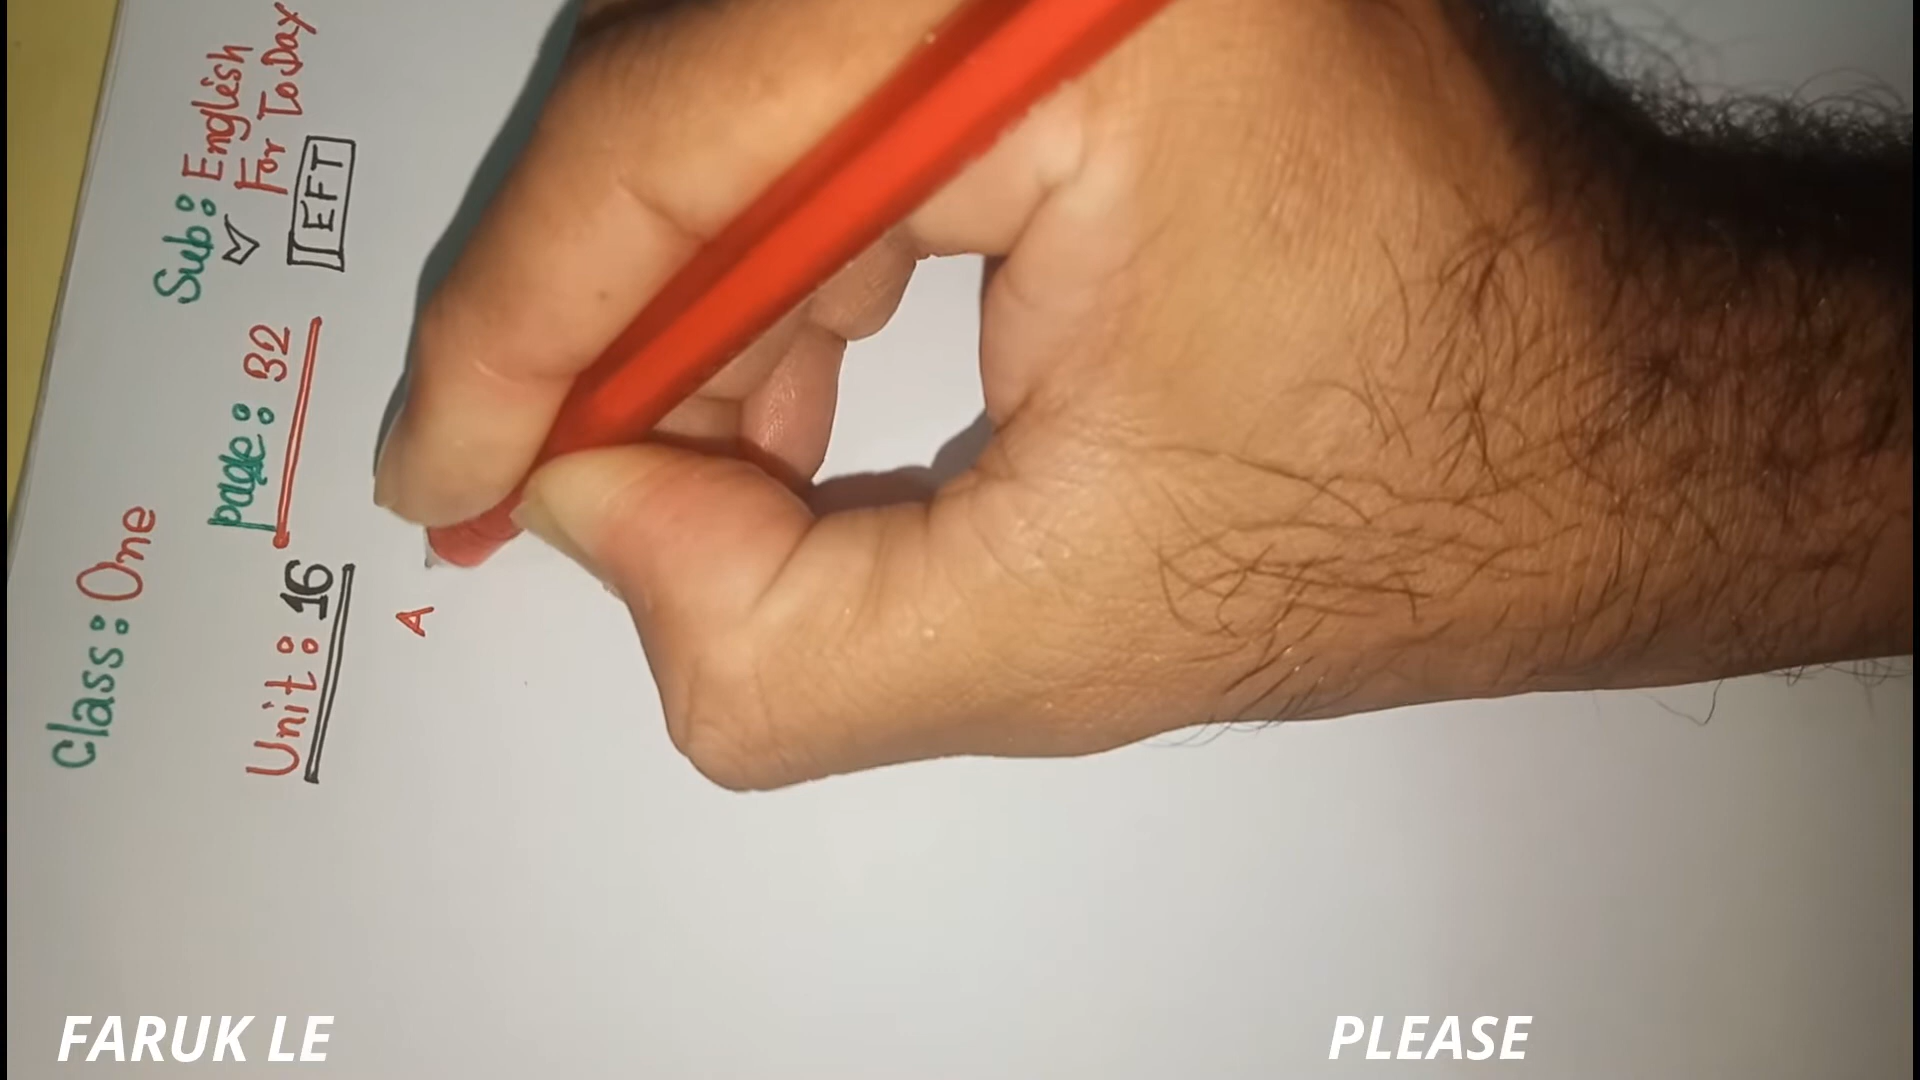 Class: One
Sub: English
For ToDay
EFT
page: 32
Unit: 16
A
FARUK LE
PLEASE